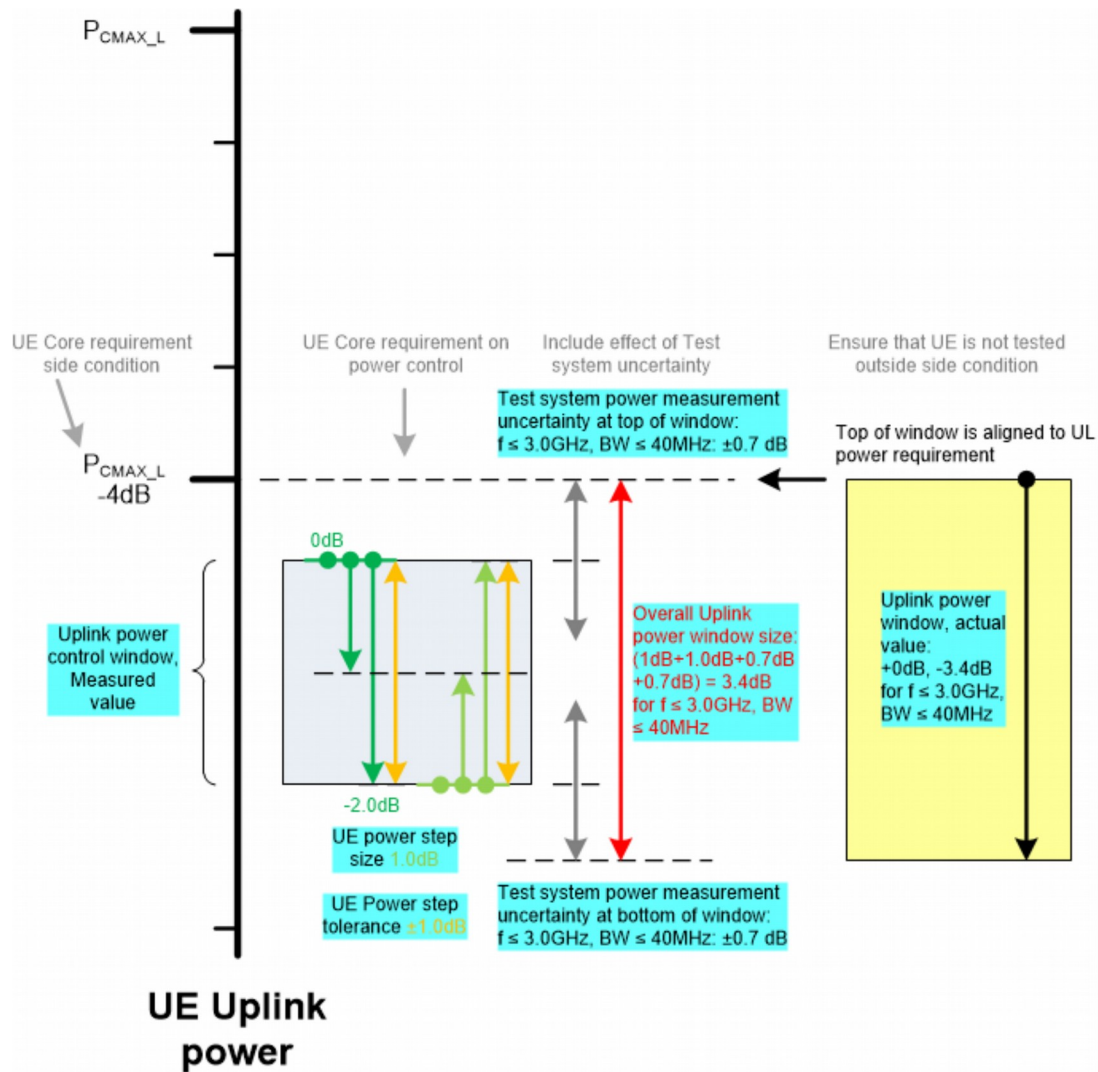 P_CMAX_L
UE Core requirement
side condition
UE Core requirement on
power control
Include effect of Test
system uncertainty
Ensure that UE is not tested
outside side condition
Test system power measurement
uncertainty at top of window:
f ≤ 3.0GHz, BW ≤ 40MHz: ±0.7 dB
Top of window is aligned to UL
power requirement
P_CMAX_L
-4dB
0dB
Uplink power
control window,
Measured
value
Overall Uplink
power window size:
(1dB+1.0dB+0.7dB
+0.7dB) = 3.4dB
for f ≤ 3.0GHz, BW
≤ 40MHz
Uplink power
window, actual
value:
+0dB, -3.4dB
for f ≤ 3.0GHz,
BW ≤ 40MHz
-2.0dB
UE power step
size 1.0dB
UE Power step
tolerance ±1.0dB
Test system power measurement
uncertainty at bottom of window:
f ≤ 3.0GHz, BW ≤ 40MHz: ±0.7 dB
UE Uplink
power